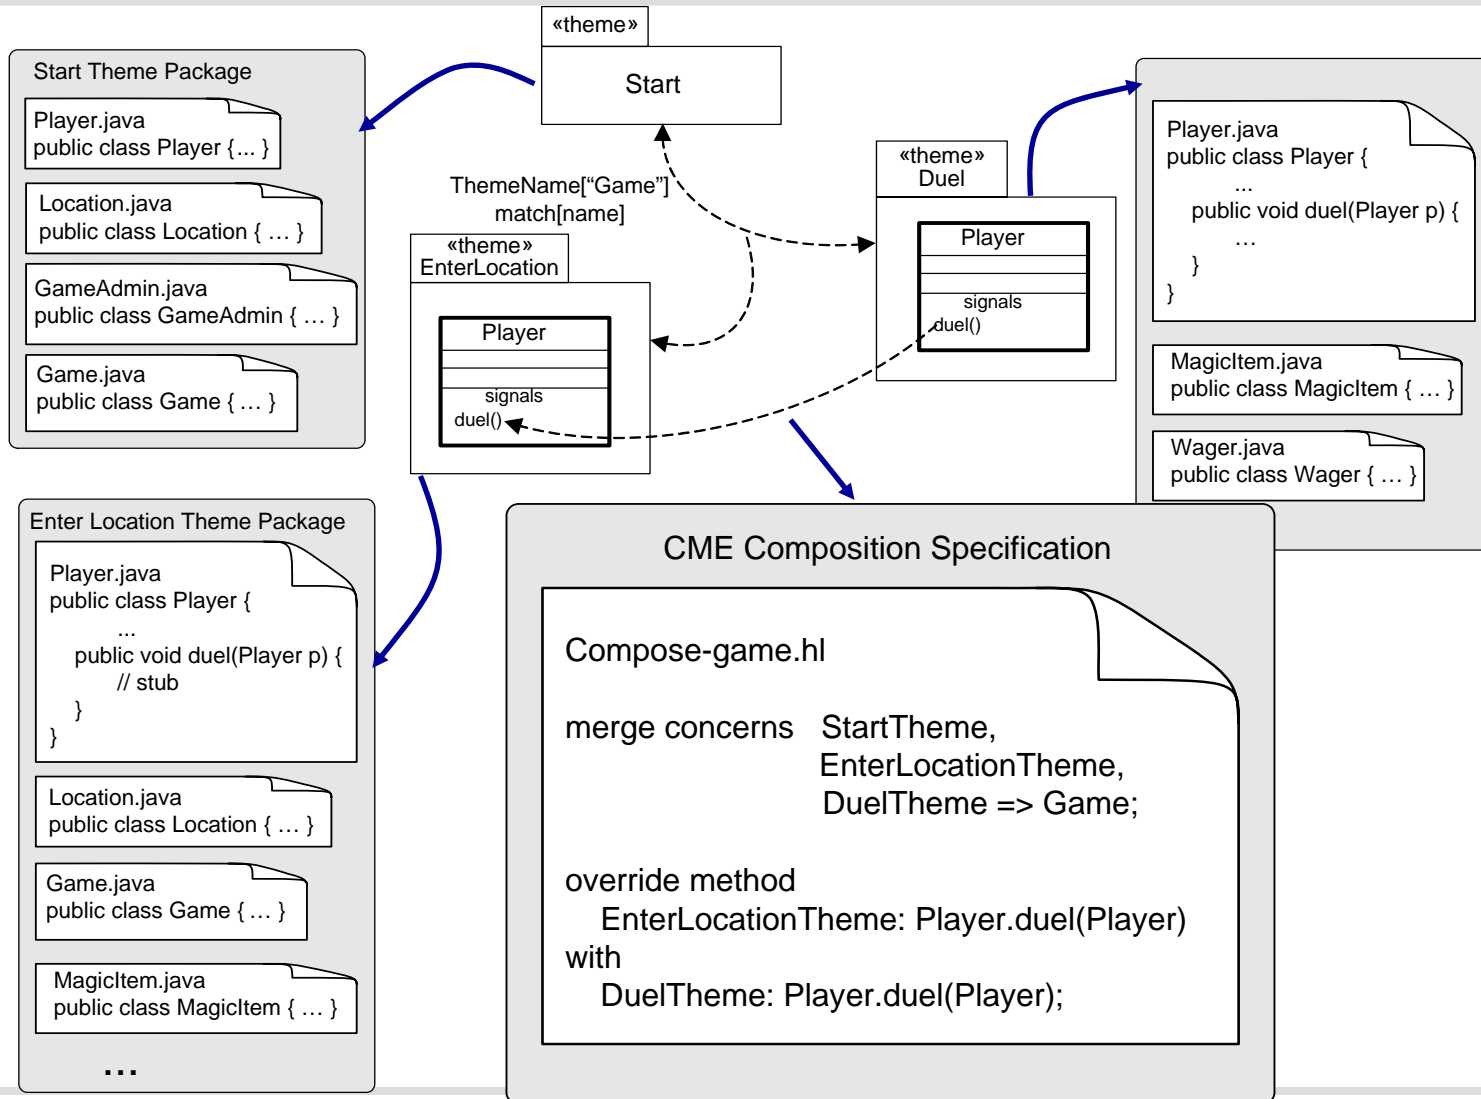 «theme»
Start
Start Theme Package
Player.java
public class Player {... }
Location.java
public class Location { … }
GameAdmin.java
public class GameAdmin { … }
Game.java
public class Game { … }
ThemeName[“Game”]
match[name]
«theme»
EnterLocation
Player
signals
duel()
«theme»
Duel
Player
signals
duel()
Player.java
public class Player {
...
public void duel(Player p) {
…
}
}
MagicItem.java
public class MagicItem { … }
Wager.java
public class Wager { … }
Enter Location Theme Package
Player.java
public class Player {
...
public void duel(Player p) {
// stub
}
}
Location.java
public class Location { … }
Game.java
public class Game { … }
MagicItem.java
public class MagicItem { … }
...
CME Composition Specification
Compose-game.hl
merge concerns StartTheme,
EnterLocationTheme,
DuelTheme => Game;
override method
EnterLocationTheme: Player.duel(Player)
with
DuelTheme: Player.duel(Player);